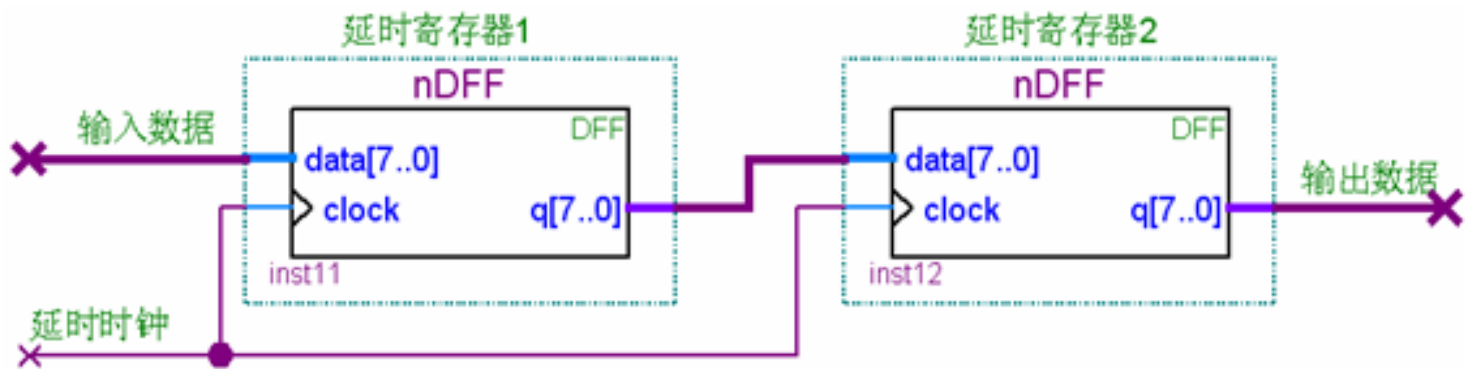 延时寄存器1
延时寄存器2
nDFF
nDFF
输入数据
DFF
DFF
data[7..0]
data[7..0]
输出数据
clock
q[7..0]
clock
q[7..0]
inst11
inst12
延时时钟